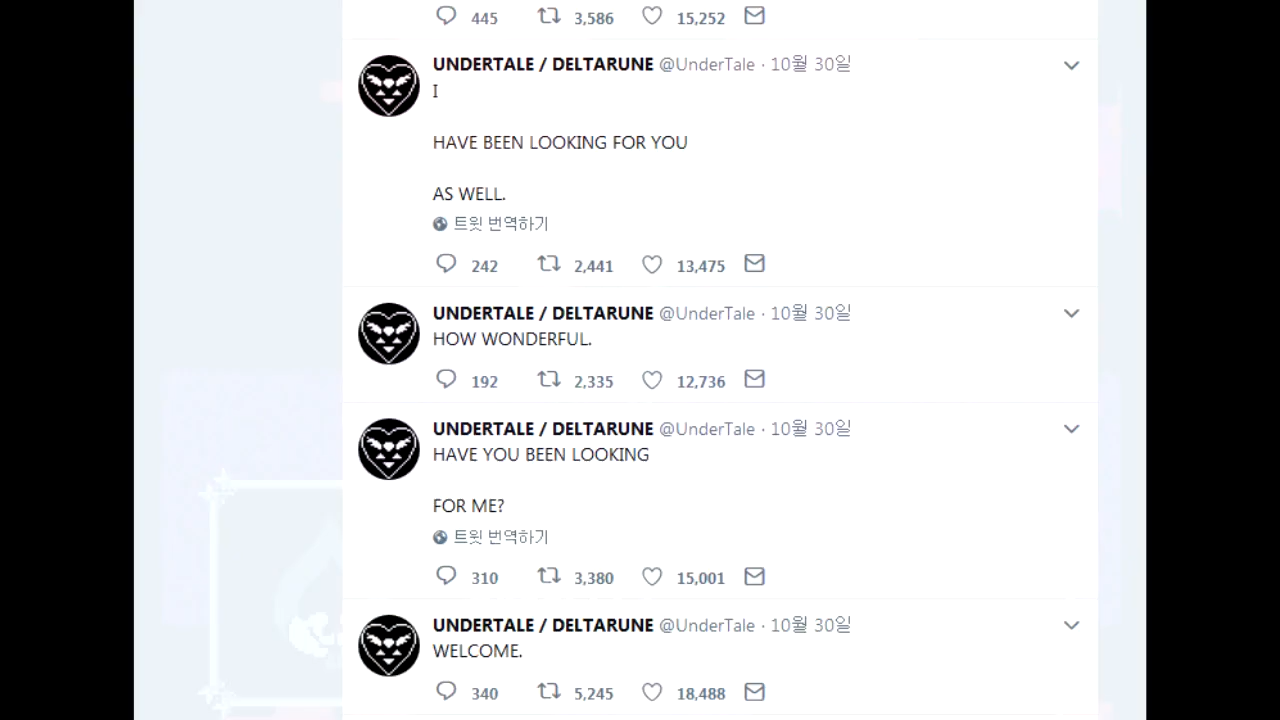 445 3,586 15,252
UNDERTALE / DELTARUNE @UnderTale · 10월 30일
I
HAVE BEEN LOOKING FOR YOU
AS WELL.
트윗 번역하기
242 2,441 13,475
UNDERTALE / DELTARUNE @UnderTale · 10월 30일
HOW WONDERFUL.
192 2,335 12,736
UNDERTALE / DELTARUNE @UnderTale · 10월 30일
HAVE YOU BEEN LOOKING
FOR ME?
트윗 번역하기
310 3,380 15,001
UNDERTALE / DELTARUNE @UnderTale · 10월 30일
WELCOME.
340 5,245 18,488